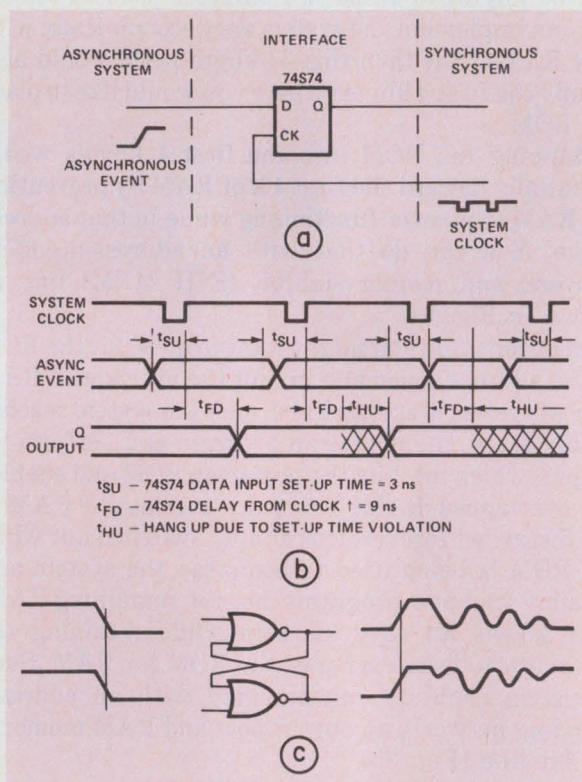 ASYNCHRONOUS
SYSTEM
INTERFACE
SYNCHRONOUS
SYSTEM
74S74
D Q
CK
ASYNCHRONOUS
EVENT
SYSTEM
CLOCK
a
SYSTEM
CLOCK
tSU tSU tSU tSU
ASYNC
EVENT
tFD tFD tHU tFD tHU
Q
OUTPUT
tSU – 74S74 DATA INPUT SET-UP TIME = 3 ns
tFD – 74S74 DELAY FROM CLOCK ↑ = 9 ns
tHU – HANG UP DUE TO SET-UP TIME VIOLATION
b
c